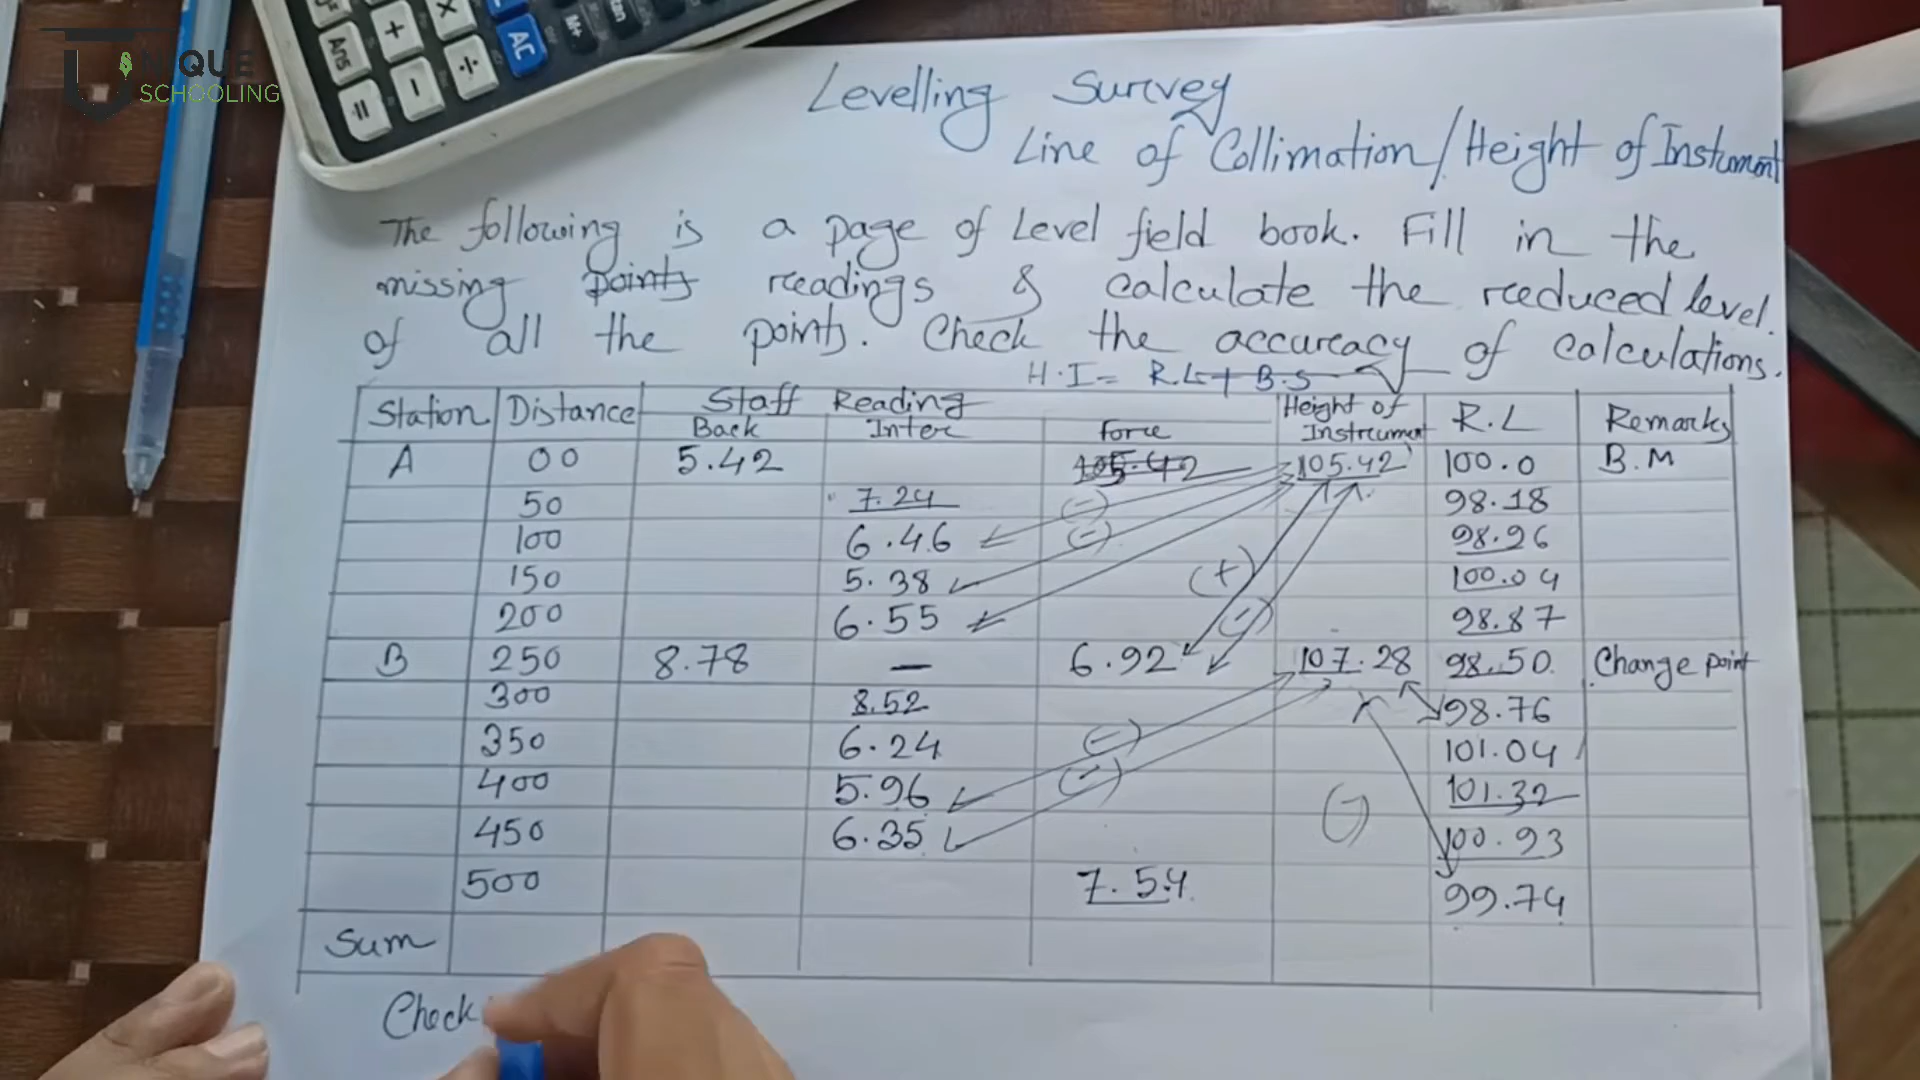 UNIQUE
SCHOOLING
Ans
+
×
AC
M+
tan
=
-
÷
Levelling Survey
Line of Collimation/Height of Instrument
The following is a page of Level field book. Fill in the
missing points readings & calculate the reeduced level.
of all the points. Check the accuracy of calculations.
H.I = R.L + B.S
Station Distance Staff Reading Height of Instrument R.L Remarks
Back Inter Force
A 00 5.42 105.42 105.42 100.0 B.M
50 7.24 (-) 98.18
100 6.46 (-) 98.96
150 5.38 (+) 100.04
200 6.55 (-) 98.87
B 250 8.78 — 6.92 107.28 98.50 Change point
300 8.52 98.76
350 6.24 (-) 101.04
400 5.96 (-) 101.32
450 6.35 (-) 100.93
500 7.54 99.74
Sum
Check